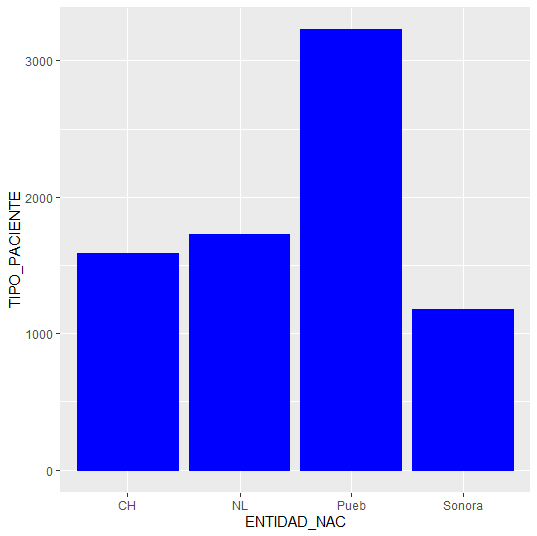 TIPO_PACIENTE
3000
2000
1000
0
CH NL Pueb Sonora
ENTIDAD_NAC